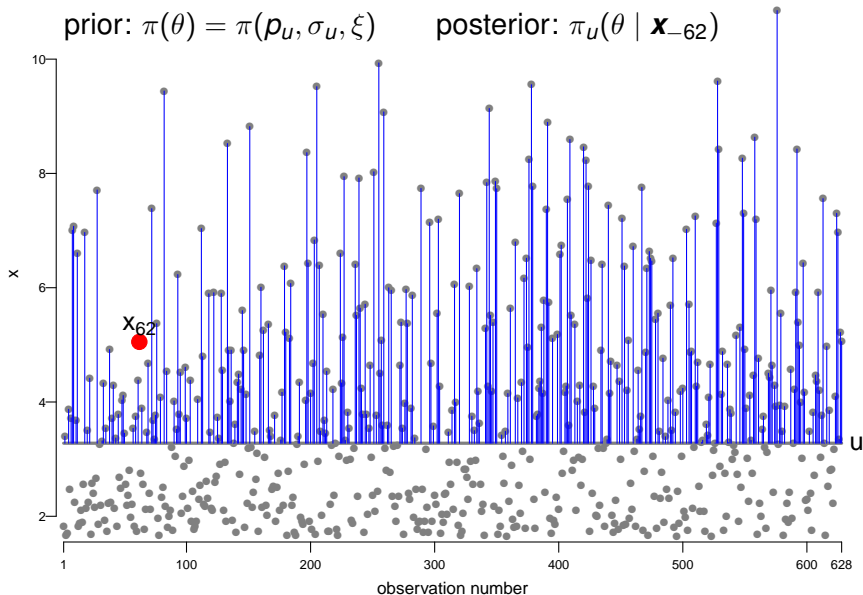 prior: π(θ) = π(p_u, σ_u, ξ) posterior: π_u(θ | x_{−62})
10
8
6
4
2
x
x_62
u
1 100 200 300 400 500 600 628
observation number